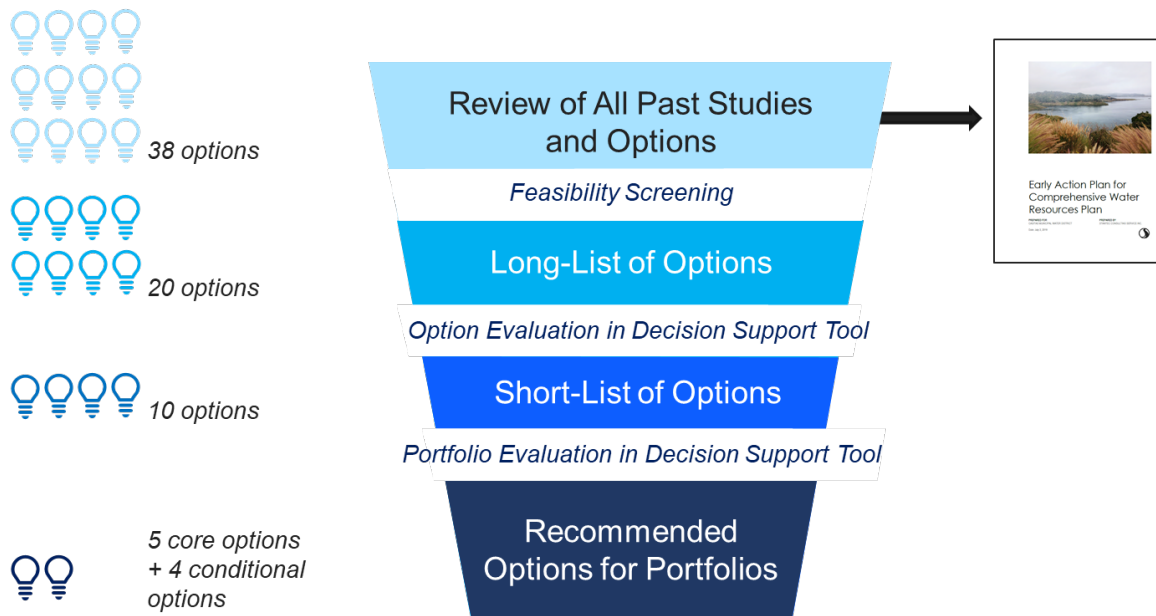 38 options
20 options
10 options
5 core options
+ 4 conditional
options
Review of All Past Studies
and Options
Feasibility Screening
Long-List of Options
Option Evaluation in Decision Support Tool
Short-List of Options
Portfolio Evaluation in Decision Support Tool
Recommended
Options for Portfolios
Early Action Plan for
Comprehensive Water
Resources Plan